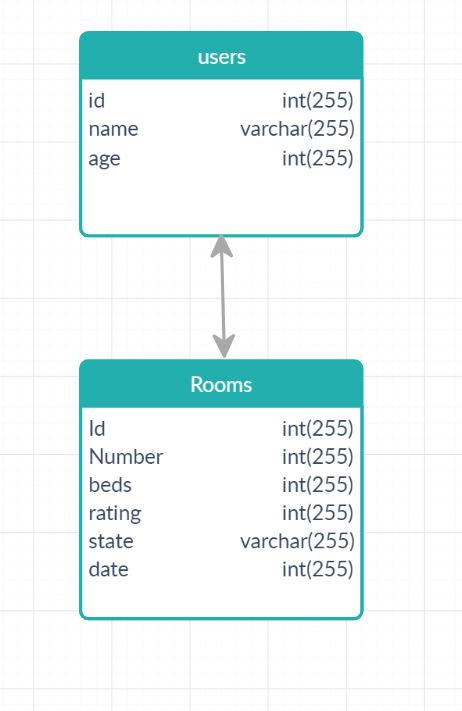 users
id int(255)
name varchar(255)
age int(255)
Rooms
Id int(255)
Number int(255)
beds int(255)
rating int(255)
state varchar(255)
date int(255)